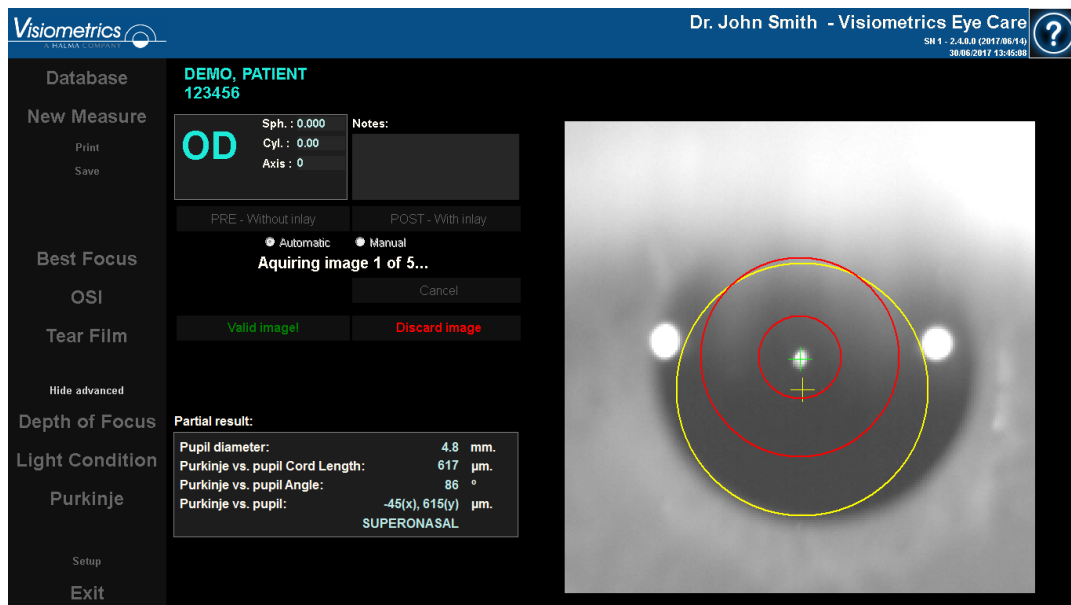 Visiometrics
A HALMA COMPANY
Dr. John Smith - Visiometrics Eye Care
SN 1 - 2.4.0.0 (2017/06/14)
30/06/2017 13:45:08
?
Database
New Measure
Print
Save
Best Focus
OSI
Tear Film
Hide advanced
Depth of Focus
Light Condition
Purkinje
Setup
Exit
DEMO, PATIENT
123456
OD
Sph. : 0.000
Cyl. : 0.00
Axis : 0
Notes:
PRE - Without inlay POST - With inlay
Automatic Manual
Aquiring image 1 of 5...
Cancel
Valid image! Discard image
Partial result:
Pupil diameter: 4.8 mm.
Purkinje vs. pupil Cord Length: 617 µm.
Purkinje vs. pupil Angle: 86 º
Purkinje vs. pupil: -45(x), 615(y) µm.
SUPERONASAL